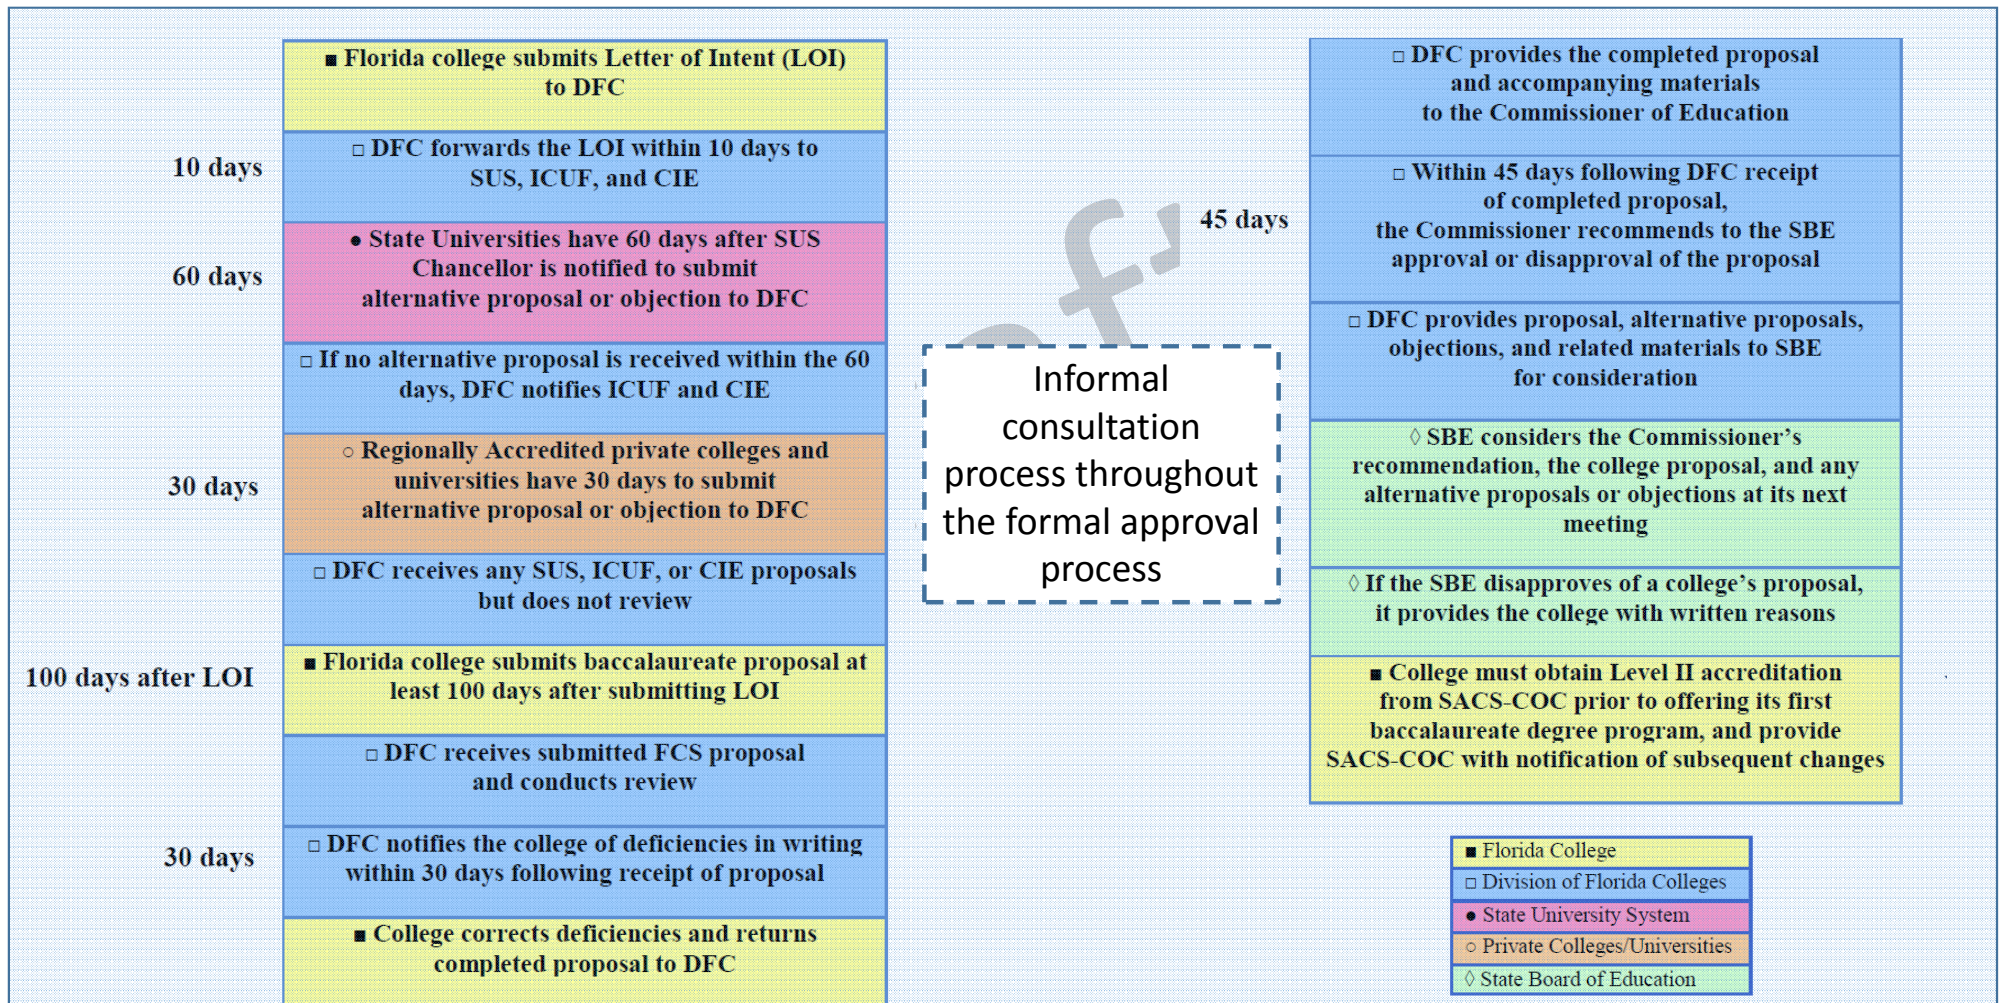 ■ Florida college submits Letter of Intent (LOI)
to DFC
10 days
□ DFC forwards the LOI within 10 days to
SUS, ICUF, and CIE
60 days
● State Universities have 60 days after SUS
Chancellor is notified to submit
alternative proposal or objection to DFC
□ If no alternative proposal is received within the 60
days, DFC notifies ICUF and CIE
30 days
○ Regionally Accredited private colleges and
universities have 30 days to submit
alternative proposal or objection to DFC
□ DFC receives any SUS, ICUF, or CIE proposals
but does not review
100 days after LOI
■ Florida college submits baccalaureate proposal at
least 100 days after submitting LOI
□ DFC receives submitted FCS proposal
and conducts review
30 days
□ DFC notifies the college of deficiencies in writing
within 30 days following receipt of proposal
■ College corrects deficiencies and returns
completed proposal to DFC
Informal
consultation
process throughout
the formal approval
process
□ DFC provides the completed proposal
and accompanying materials
to the Commissioner of Education
45 days
□ Within 45 days following DFC receipt
of completed proposal,
the Commissioner recommends to the SBE
approval or disapproval of the proposal
□ DFC provides proposal, alternative proposals,
objections, and related materials to SBE
for consideration
◊ SBE considers the Commissioner's
recommendation, the college proposal, and any
alternative proposals or objections at its next
meeting
◊ If the SBE disapproves of a college's proposal,
it provides the college with written reasons
■ College must obtain Level II accreditation
from SACS-COC prior to offering its first
baccalaureate degree program, and provide
SACS-COC with notification of subsequent changes
■ Florida College
□ Division of Florida Colleges
● State University System
○ Private Colleges/Universities
◊ State Board of Education